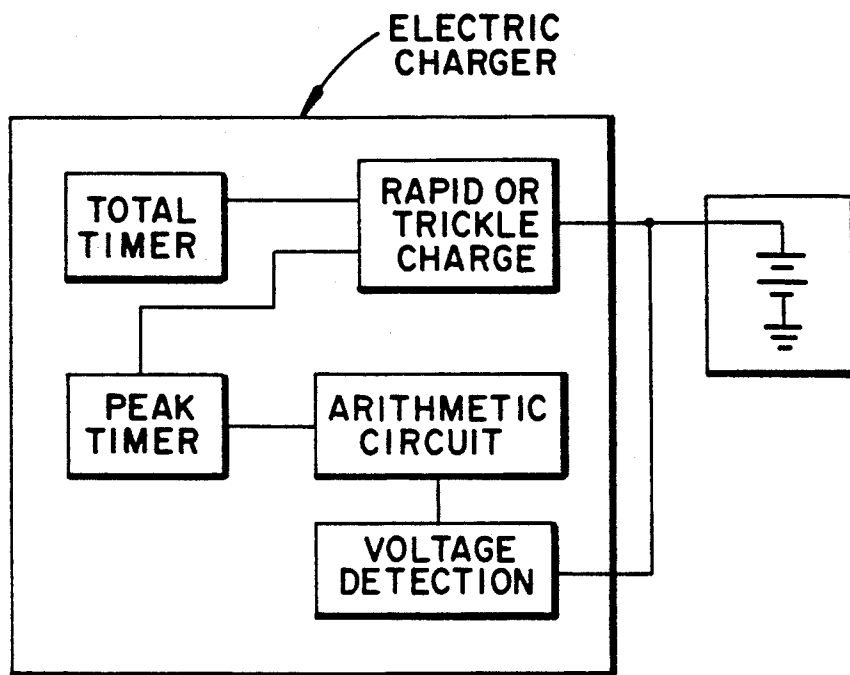 ELECTRIC
CHARGER
TOTAL
TIMER
RAPID OR
TRICKLE
CHARGE
PEAK
TIMER
ARITHMETIC
CIRCUIT
VOLTAGE
DETECTION